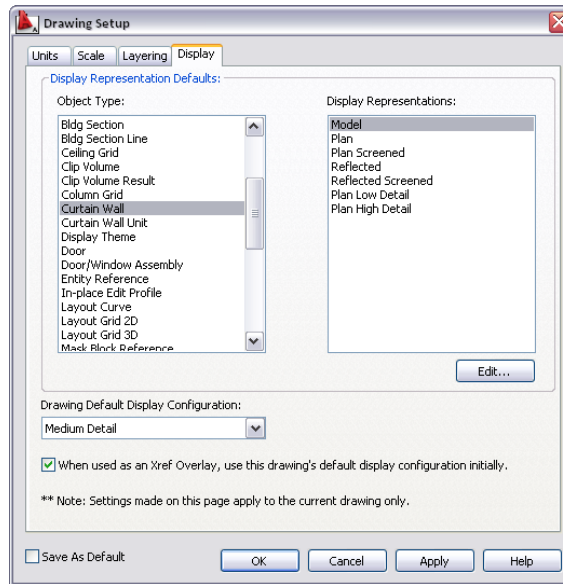 Drawing Setup
Units Scale Layering Display
Display Representation Defaults:
Object Type:
Bldg Section
Bldg Section Line
Ceiling Grid
Clip Volume
Clip Volume Result
Column Grid
Curtain Wall
Curtain Wall Unit
Display Theme
Door
Door/Window Assembly
Entity Reference
In-place Edit Profile
Layout Curve
Layout Grid 2D
Layout Grid 3D
Mask Block Reference
Display Representations:
Model
Plan
Plan Screened
Reflected
Reflected Screened
Plan Low Detail
Plan High Detail
Edit...
Drawing Default Display Configuration:
Medium Detail
When used as an Xref Overlay, use this drawing's default display configuration initially.
** Note: Settings made on this page apply to the current drawing only.
Save As Default
OK Cancel Apply Help